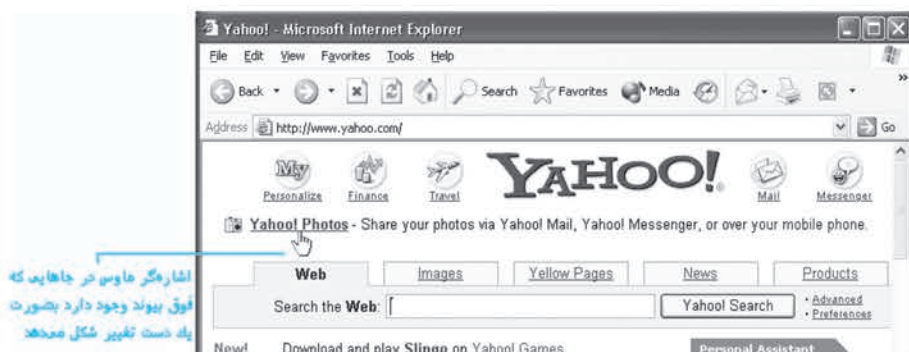 Yahoo! - Microsoft Internet Explorer
File Edit View Favorites Tools Help
Back Search Favorites Media »
Address http://www.yahoo.com/ Go
My YAHOO!
Personalize Finance Travel Mail Messenger
Yahoo! Photos - Share your photos via Yahoo! Mail, Yahoo! Messenger, or over your mobile phone.
Web Images Yellow Pages News Products
Search the Web: Yahoo! Search · Advanced
· Preferences
New! Download and play Slingo on Yahoo! Games Personal Assistant
اشاره‌گر ماوس در جاهایی که
فوق پیوند وجود دارد بصورت
یك دست تغییر شکل میدهد